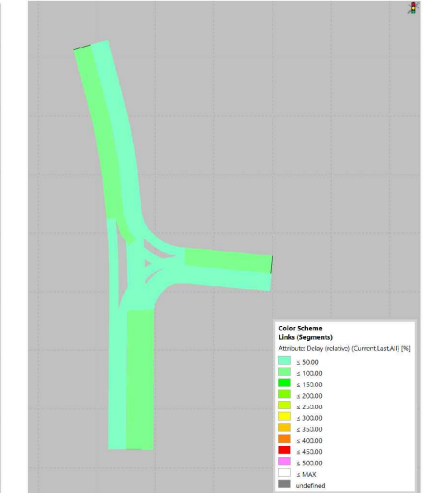 Color Scheme
Links (Segments)
Attribute: Delay (relative) (Current,Last,All) [%]
≤ 50.00
≤ 100.00
≤ 150.00
≤ 200.00
≤ 250.00
≤ 300.00
≤ 350.00
≤ 400.00
≤ 450.00
≤ 500.00
≤ MAX
undefined